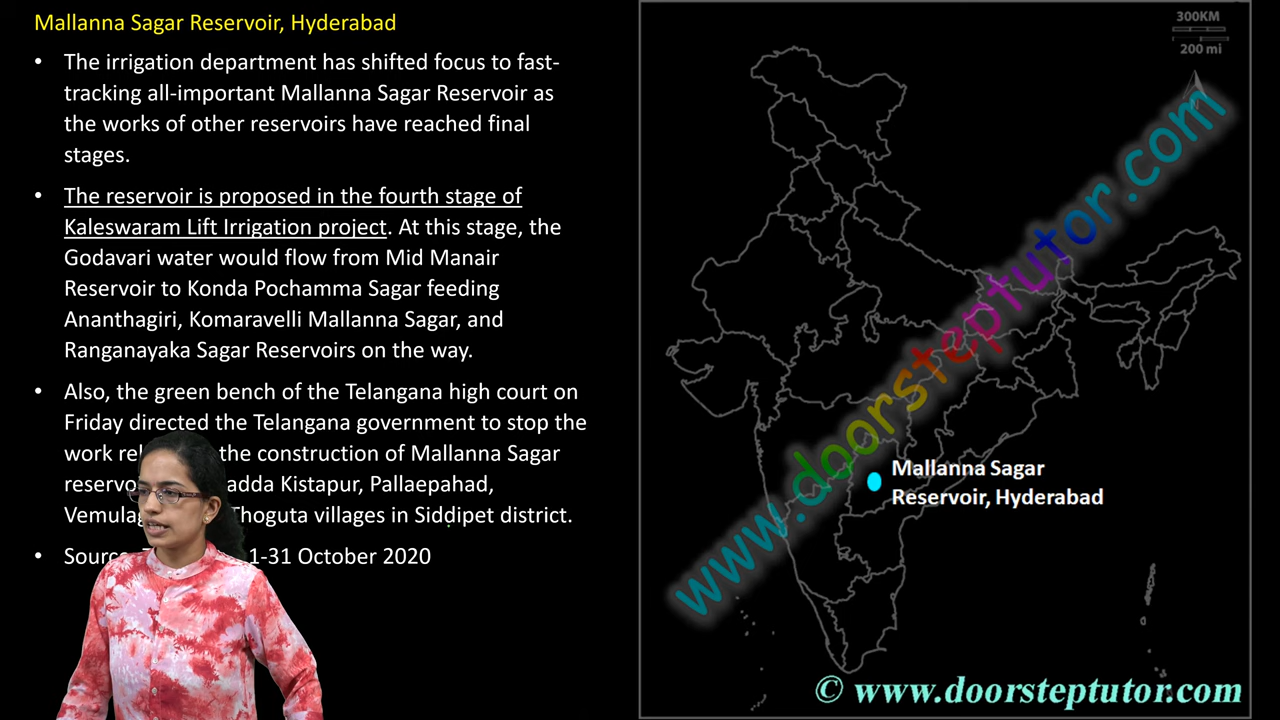 Mallanna Sagar Reservoir, Hyderabad
• The irrigation department has shifted focus to fast-
tracking all-important Mallanna Sagar Reservoir as
the works of other reservoirs have reached final
stages.
• The reservoir is proposed in the fourth stage of
Kaleswaram Lift Irrigation project. At this stage, the
Godavari water would flow from Mid Manair
Reservoir to Konda Pochamma Sagar feeding
Ananthagiri, Komaravelli Mallanna Sagar, and
Ranganayaka Sagar Reservoirs on the way.
• Also, the green bench of the Telangana high court on
Friday directed the Telangana government to stop the
work the construction of Mallanna Sagar
Kistapur, Pallaepahad,
Thoguta villages in Siddipet district.
• 1-31 October 2020
300KM
200 mi
www.doorsteptutor.com
Mallanna Sagar
Reservoir, Hyderabad
© www.doorsteptutor.com